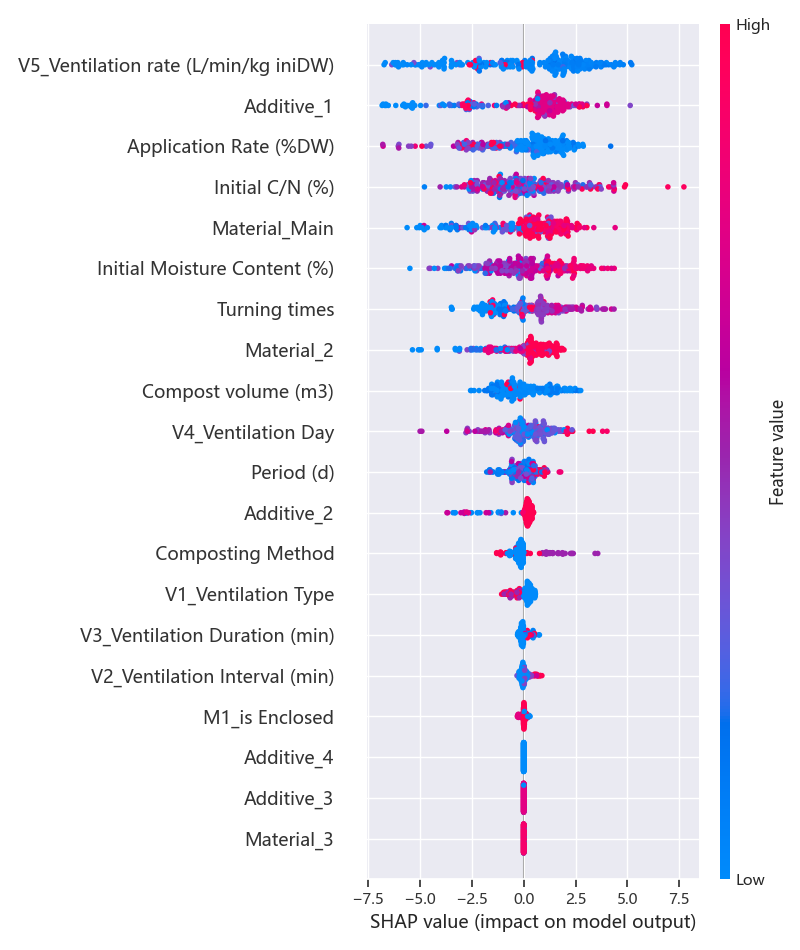 High
V5_Ventilation rate (L/min/kg iniDW)
Additive_1
Application Rate (%DW)
Initial C/N (%)
Material_Main
Initial Moisture Content (%)
Turning times
Material_2
Compost volume (m3)
V4_Ventilation Day
Feature value
Period (d)
Additive_2
Composting Method
V1_Ventilation Type
V3_Ventilation Duration (min)
V2_Ventilation Interval (min)
M1_is Enclosed
Additive_4
Additive_3
Material_3
Low
−7.5 −5.0 −2.5 0.0 2.5 5.0 7.5
SHAP value (impact on model output)